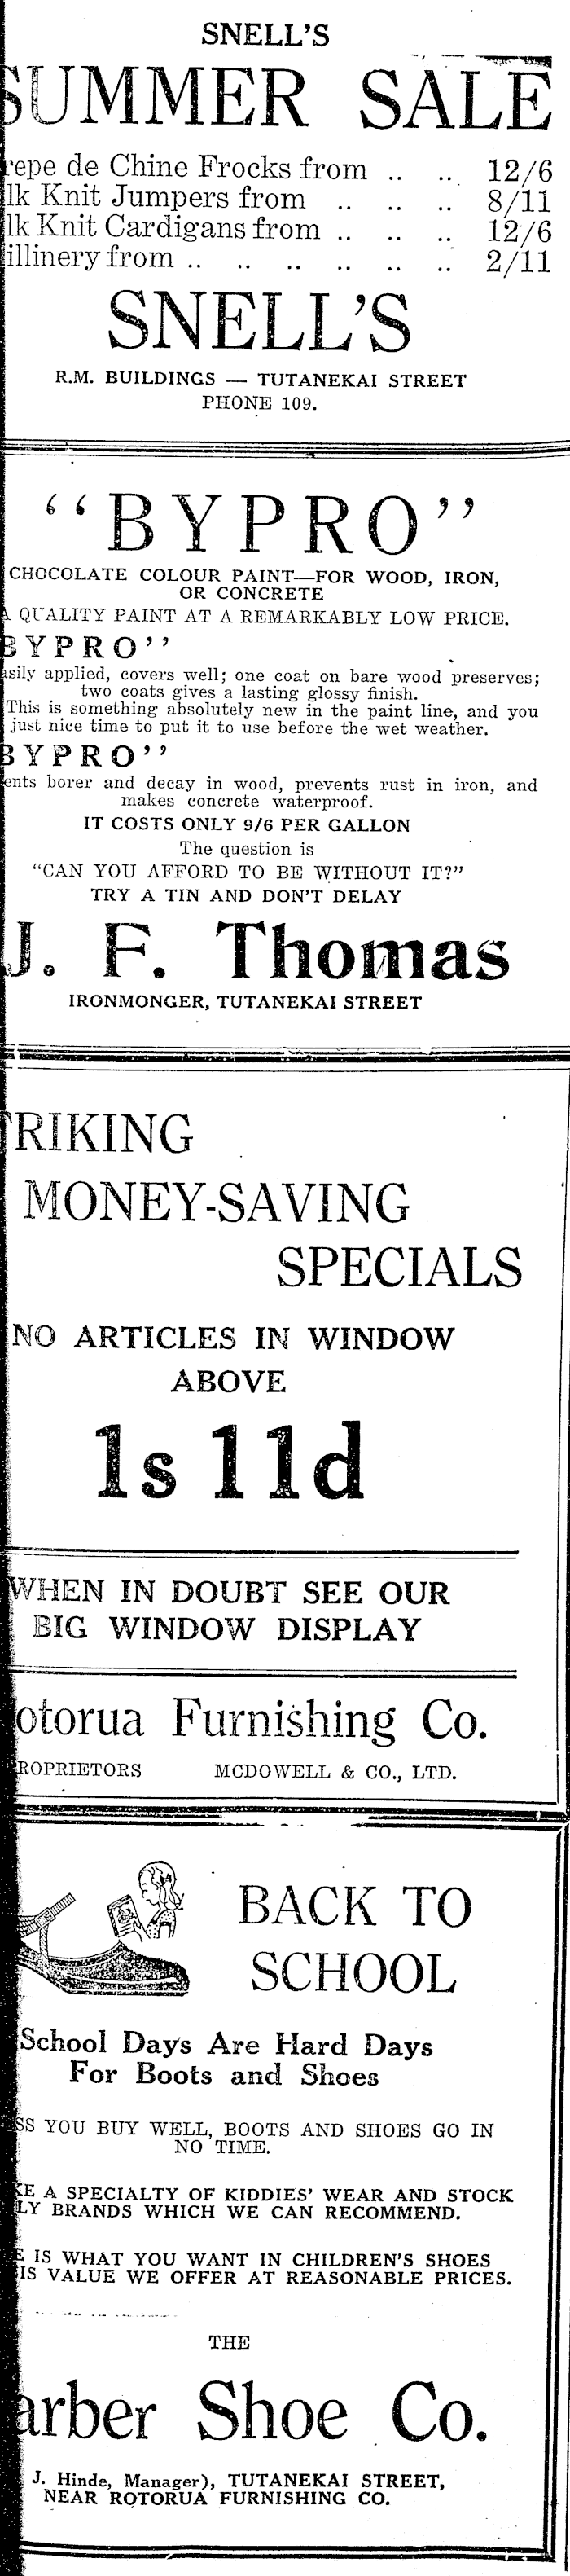 SNELL'S
SUMMER SALE
repe de Chine Frocks from .. .. 12/6
lk Knit Jumpers from .. .. .. 8/11
lk Knit Cardigans from .. .. .. 12/6
illinery from .. .. .. .. .. .. 2/11
SNELL'S
R.M. BUILDINGS — TUTANEKAI STREET
PHONE 109.
"BYPRO"
CHOCOLATE COLOUR PAINT—FOR WOOD, IRON,
OR CONCRETE
A QUALITY PAINT AT A REMARKABLY LOW PRICE.
BYPRO"
asily applied, covers well; one coat on bare wood preserves;
two coats gives a lasting glossy finish.
This is something absolutely new in the paint line, and you
just nice time to put it to use before the wet weather.
BYPRO"
ents borer and decay in wood, prevents rust in iron, and
makes concrete waterproof.
IT COSTS ONLY 9/6 PER GALLON
The question is
"CAN YOU AFFORD TO BE WITHOUT IT?"
TRY A TIN AND DON'T DELAY
J. F. Thomas
IRONMONGER, TUTANEKAI STREET
TRIKING
MONEY-SAVING
SPECIALS
NO ARTICLES IN WINDOW
ABOVE
1s 11d
WHEN IN DOUBT SEE OUR
BIG WINDOW DISPLAY
otorua Furnishing Co.
ROPRIETORS MCDOWELL & CO., LTD.
BACK TO
SCHOOL
School Days Are Hard Days
For Boots and Shoes
SS YOU BUY WELL, BOOTS AND SHOES GO IN
NO TIME.
KE A SPECIALTY OF KIDDIES' WEAR AND STOCK
LY BRANDS WHICH WE CAN RECOMMEND.
E IS WHAT YOU WANT IN CHILDREN'S SHOES
IS VALUE WE OFFER AT REASONABLE PRICES.
THE
arber Shoe Co.
J. Hinde, Manager), TUTANEKAI STREET,
NEAR ROTORUA FURNISHING CO.